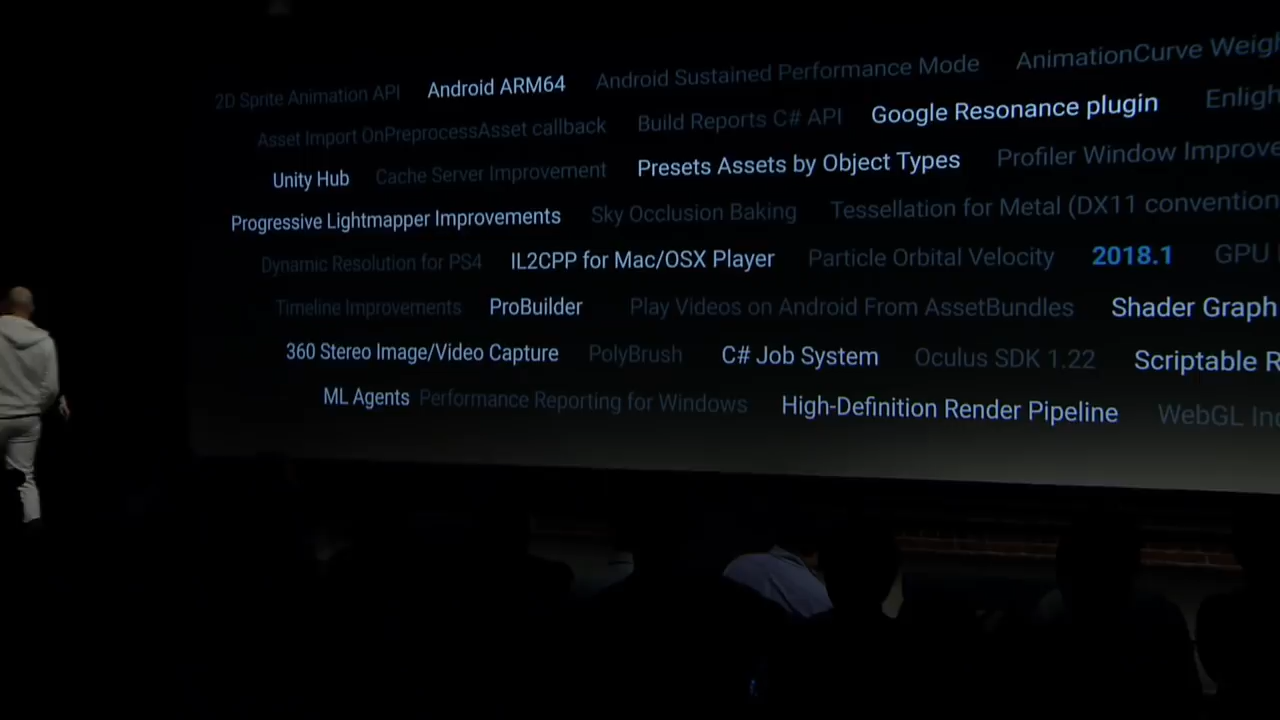 2D Sprite Animation API Android ARM64 Android Sustained Performance Mode AnimationCurve
Asset Import OnPreprocessAsset callback Build Reports C# API Google Resonance plugin
Unity Hub Cache Server Improvement Presets Assets by Object Types Profiler Window
Progressive Lightmapper Improvements Sky Occlusion Baking Tessellation for Metal (DX11
Dynamic Resolution for PS4 IL2CPP for Mac/OSX Player Particle Orbital Velocity 2018.1 GPU
Timeline Improvements ProBuilder Play Videos on Android From AssetBundles Shader Graph
360 Stereo Image/Video Capture PolyBrush C# Job System Oculus SDK 1.22 Scriptable
ML Agents Performance Reporting for Windows High-Definition Render Pipeline WebGL